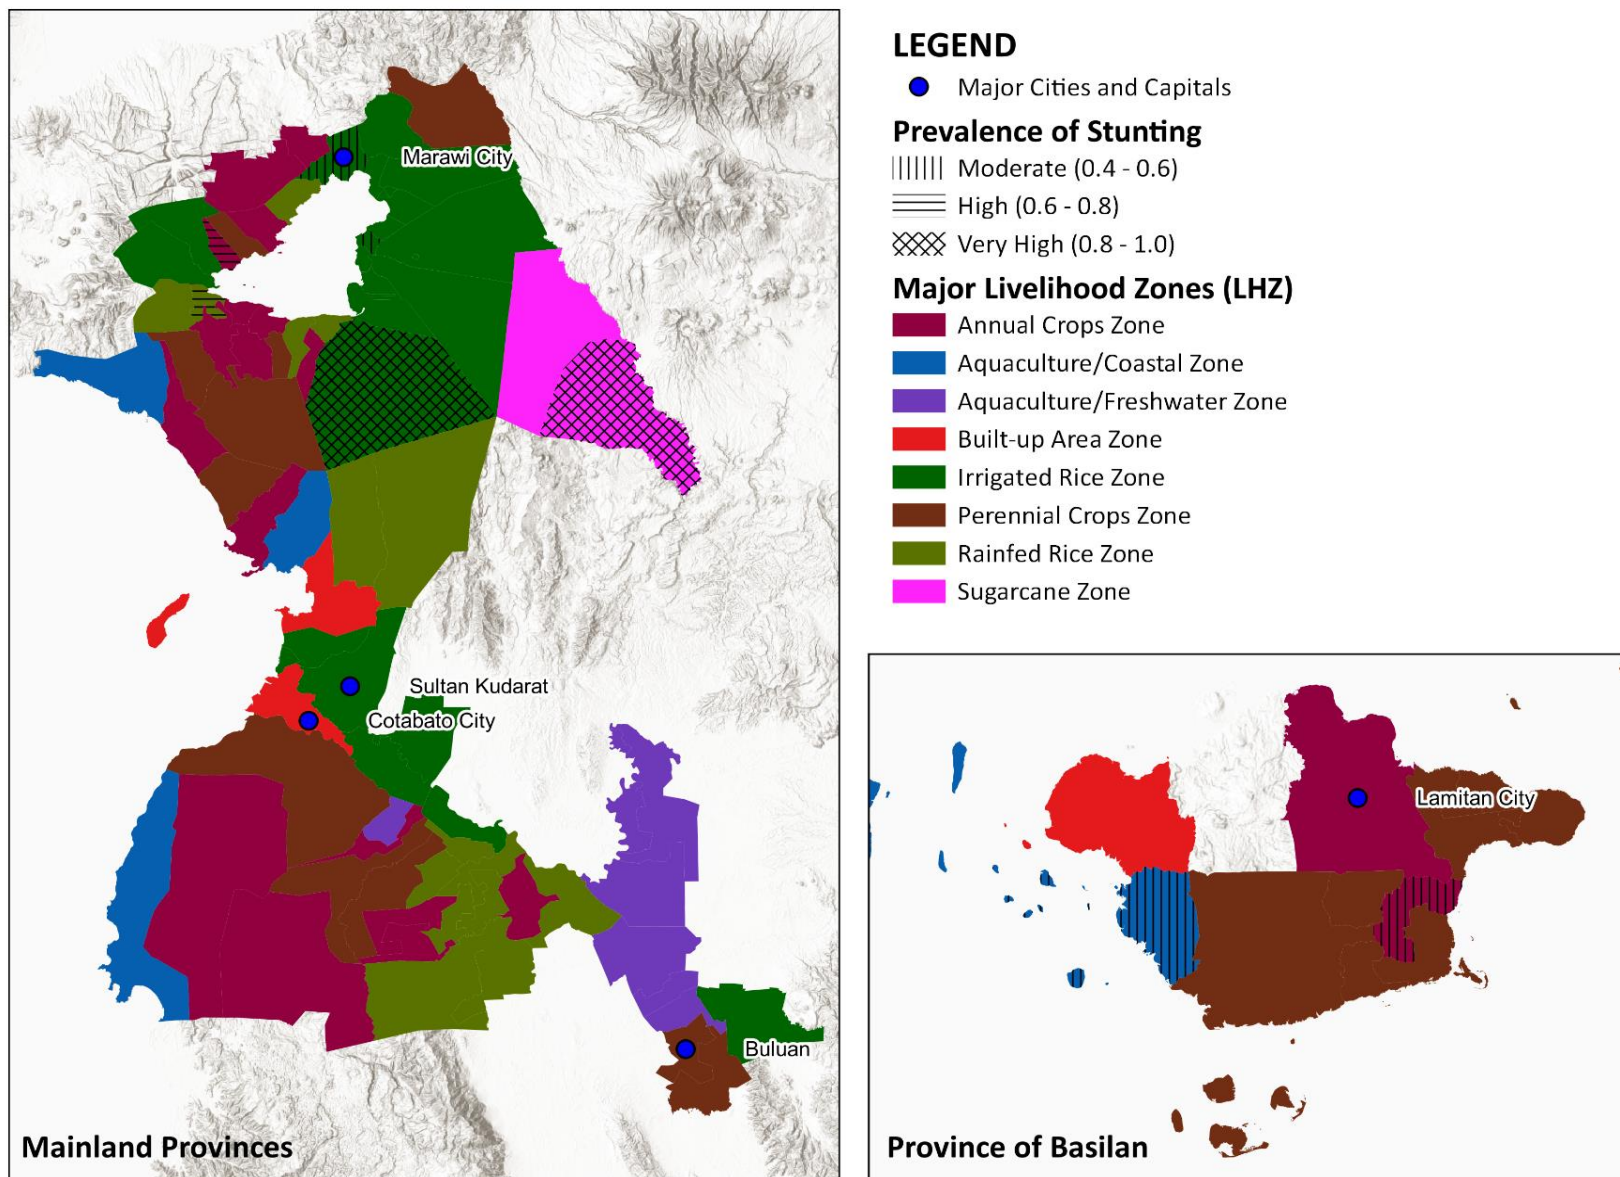 Marawi City
Sultan Kudarat
Cotabato City
Buluan
Mainland Provinces
LEGEND
Major Cities and Capitals
Prevalence of Stunting
Moderate (0.4 - 0.6)
High (0.6 - 0.8)
Very High (0.8 - 1.0)
Major Livelihood Zones (LHZ)
Annual Crops Zone
Aquaculture/Coastal Zone
Aquaculture/Freshwater Zone
Built-up Area Zone
Irrigated Rice Zone
Perennial Crops Zone
Rainfed Rice Zone
Sugarcane Zone
Lamitan City
Province of Basilan